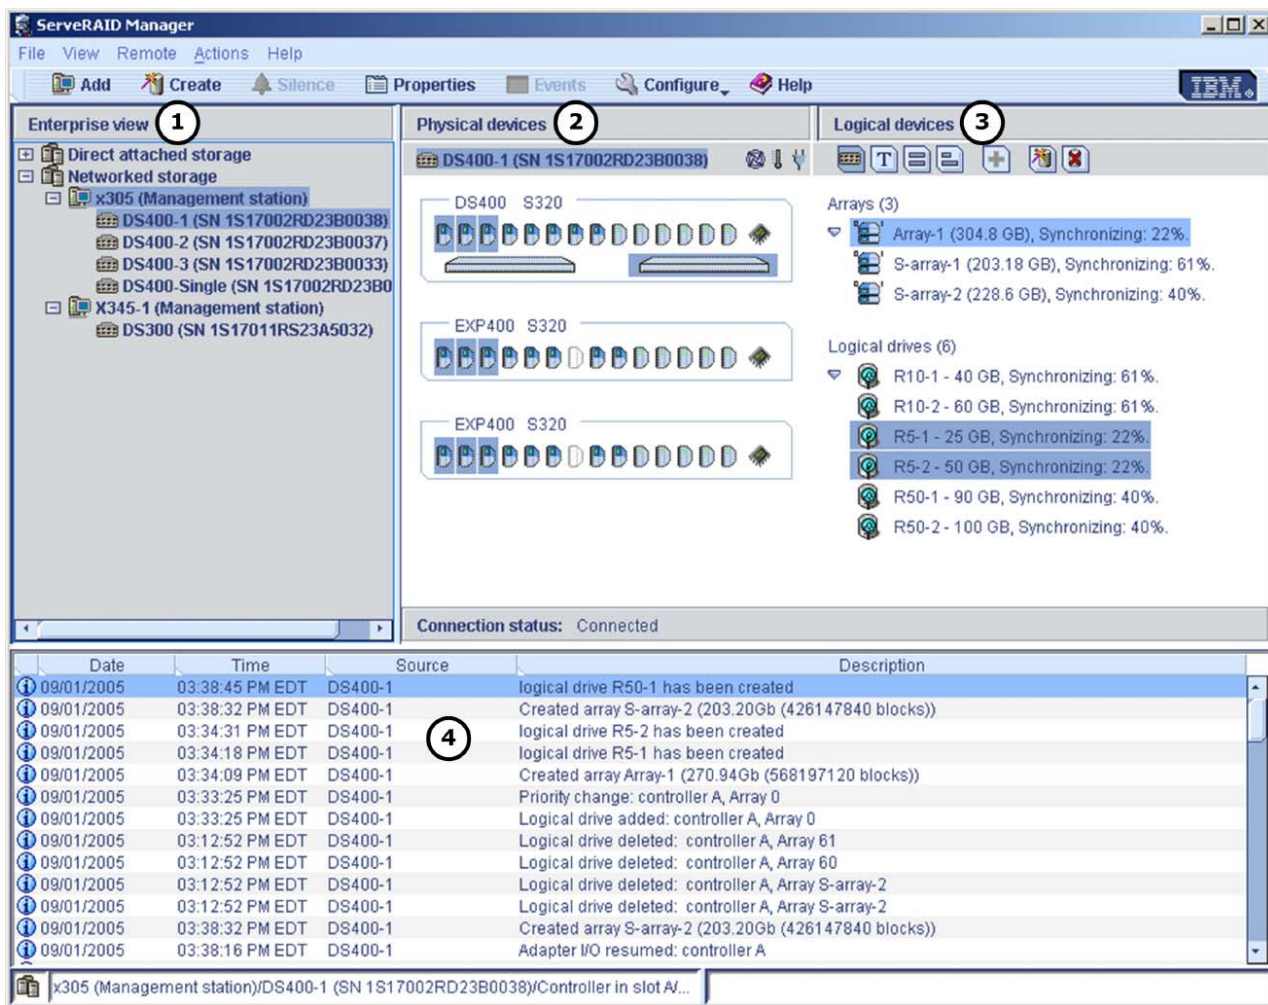 ServeRAID Manager
File View Remote Actions Help
Add Create Silence Properties Events Configure Help IBM
Enterprise view 1
Direct attached storage
Networked storage
x305 (Management station)
DS400-1 (SN 1S17002RD23B0038)
DS400-2 (SN 1S17002RD23B0037)
DS400-3 (SN 1S17002RD23B0033)
DS400-Single (SN 1S17002RD23B0
X345-1 (Management station)
DS300 (SN 1S17011RS23A5032)
Physical devices 2
DS400-1 (SN 1S17002RD23B0038)
DS400 S320
EXP400 S320
EXP400 S320
Logical devices 3
T
Arrays (3)
Array-1 (304.8 GB), Synchronizing: 22%.
S-array-1 (203.18 GB), Synchronizing: 61%.
S-array-2 (228.6 GB), Synchronizing: 40%.
Logical drives (6)
R10-1 - 40 GB, Synchronizing: 61%.
R10-2 - 60 GB, Synchronizing: 61%.
R5-1 - 25 GB, Synchronizing: 22%.
R5-2 - 50 GB, Synchronizing: 22%.
R50-1 - 90 GB, Synchronizing: 40%.
R50-2 - 100 GB, Synchronizing: 40%.
Connection status: Connected
Date Time Source Description
09/01/2005 03:38:45 PM EDT DS400-1 logical drive R50-1 has been created
09/01/2005 03:38:32 PM EDT DS400-1 Created array S-array-2 (203.20Gb (426147840 blocks))
09/01/2005 03:34:31 PM EDT DS400-1 logical drive R5-2 has been created
09/01/2005 03:34:18 PM EDT DS400-1 logical drive R5-1 has been created
09/01/2005 03:34:09 PM EDT DS400-1 Created array Array-1 (270.94Gb (568197120 blocks))
09/01/2005 03:33:25 PM EDT DS400-1 Priority change: controller A, Array 0
09/01/2005 03:33:25 PM EDT DS400-1 Logical drive added: controller A, Array 0
09/01/2005 03:12:52 PM EDT DS400-1 Logical drive deleted: controller A, Array 61
09/01/2005 03:12:52 PM EDT DS400-1 Logical drive deleted: controller A, Array 60
09/01/2005 03:12:52 PM EDT DS400-1 Logical drive deleted: controller A, Array S-array-2
09/01/2005 03:12:52 PM EDT DS400-1 Logical drive deleted: controller A, Array S-array-2
09/01/2005 03:38:32 PM EDT DS400-1 Created array S-array-2 (203.20Gb (426147840 blocks))
09/01/2005 03:38:16 PM EDT DS400-1 Adapter I/O resumed: controller A
4
x305 (Management station)/DS400-1 (SN 1S17002RD23B0038)/Controller in slot A/...